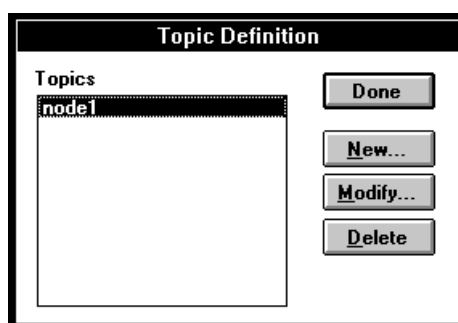 Topic Definition
Topics
node1
Done
New...
Modify...
Delete